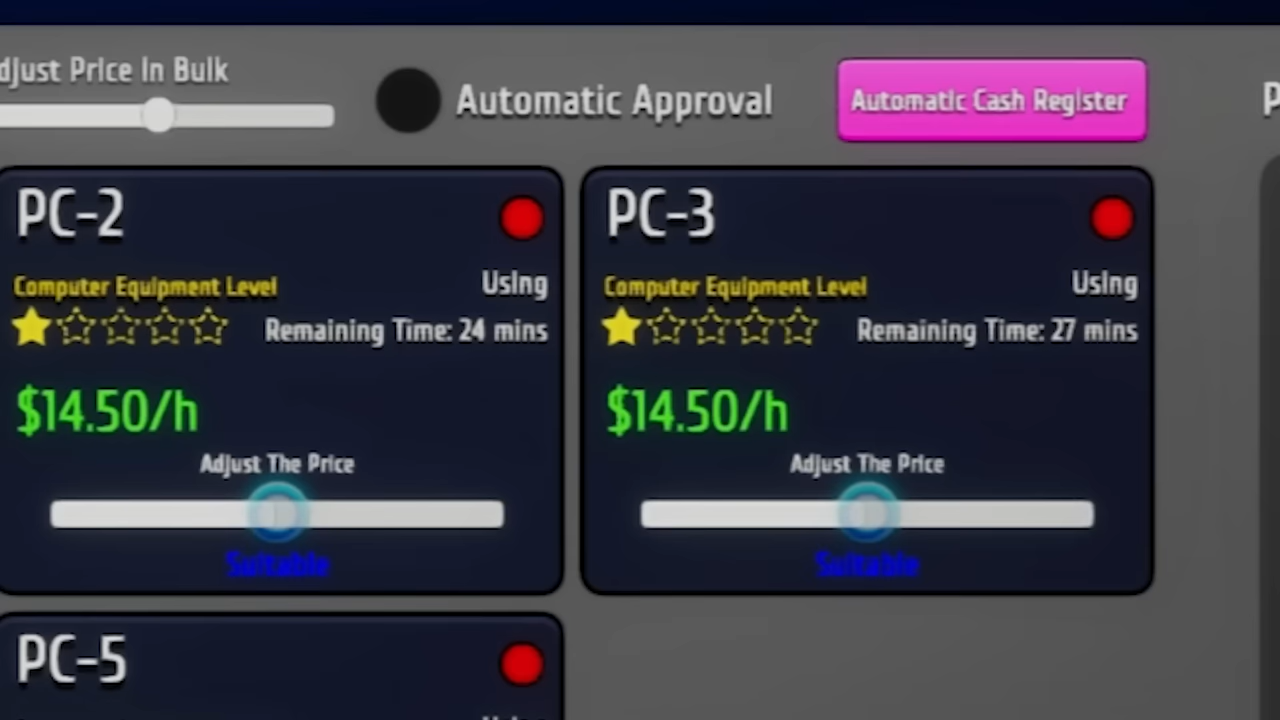 djust Price In Bulk
Automatic Approval
Automatic Cash Register
P
PC-2
Computer Equipment Level
Using
Remaining Time: 24 mins
$14.50/h
Adjust The Price
Suitable
PC-3
Computer Equipment Level
Using
Remaining Time: 27 mins
$14.50/h
Adjust The Price
Suitable
PC-5